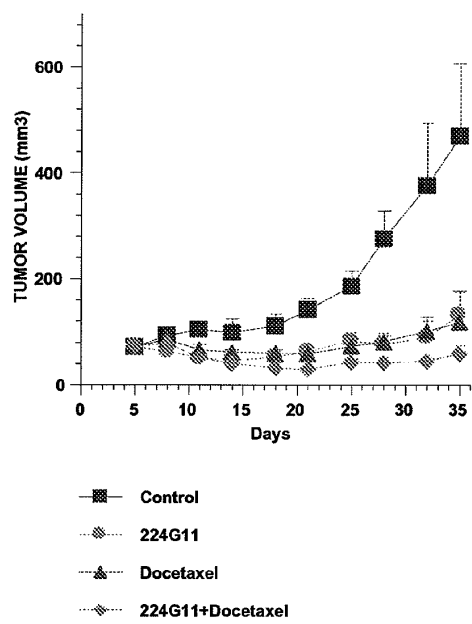 TUMOR VOLUME (mm3)
600
400
200
0
0 5 10 15 20 25 30 35
Days
Control
224G11
Docetaxel
224G11+Docetaxel